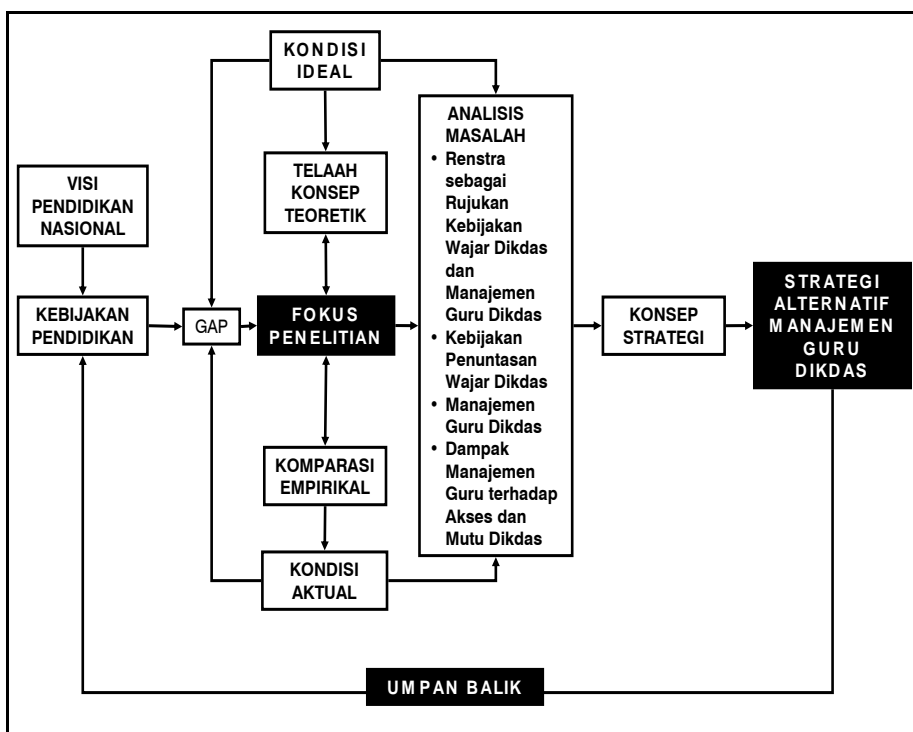 KONDISI
IDEAL
VISI
PENDIDIKAN
NASIONAL
TELAAH
KONSEP
TEORETIK
KEBIJAKAN
PENDIDIKAN
GAP
FOKUS
PENELITIAN
KOMPARASI
EMPIRIKAL
KONDISI
AKTUAL
ANALISIS
MASALAH
• Renstra
sebagai
Rujukan
Kebijakan
Wajar Dikdas
dan
Manajemen
Guru Dikdas
• Kebijakan
Penuntasan
Wajar Dikdas
• Manajemen
Guru Dikdas
• Dampak
Manajemen
Guru terhadap
Akses dan
Mutu Dikdas
KONSEP
STRATEGI
STRATEGI
ALTERNATIF
MANAJEMEN
GURU
DIKDAS
UMPAN BALIK